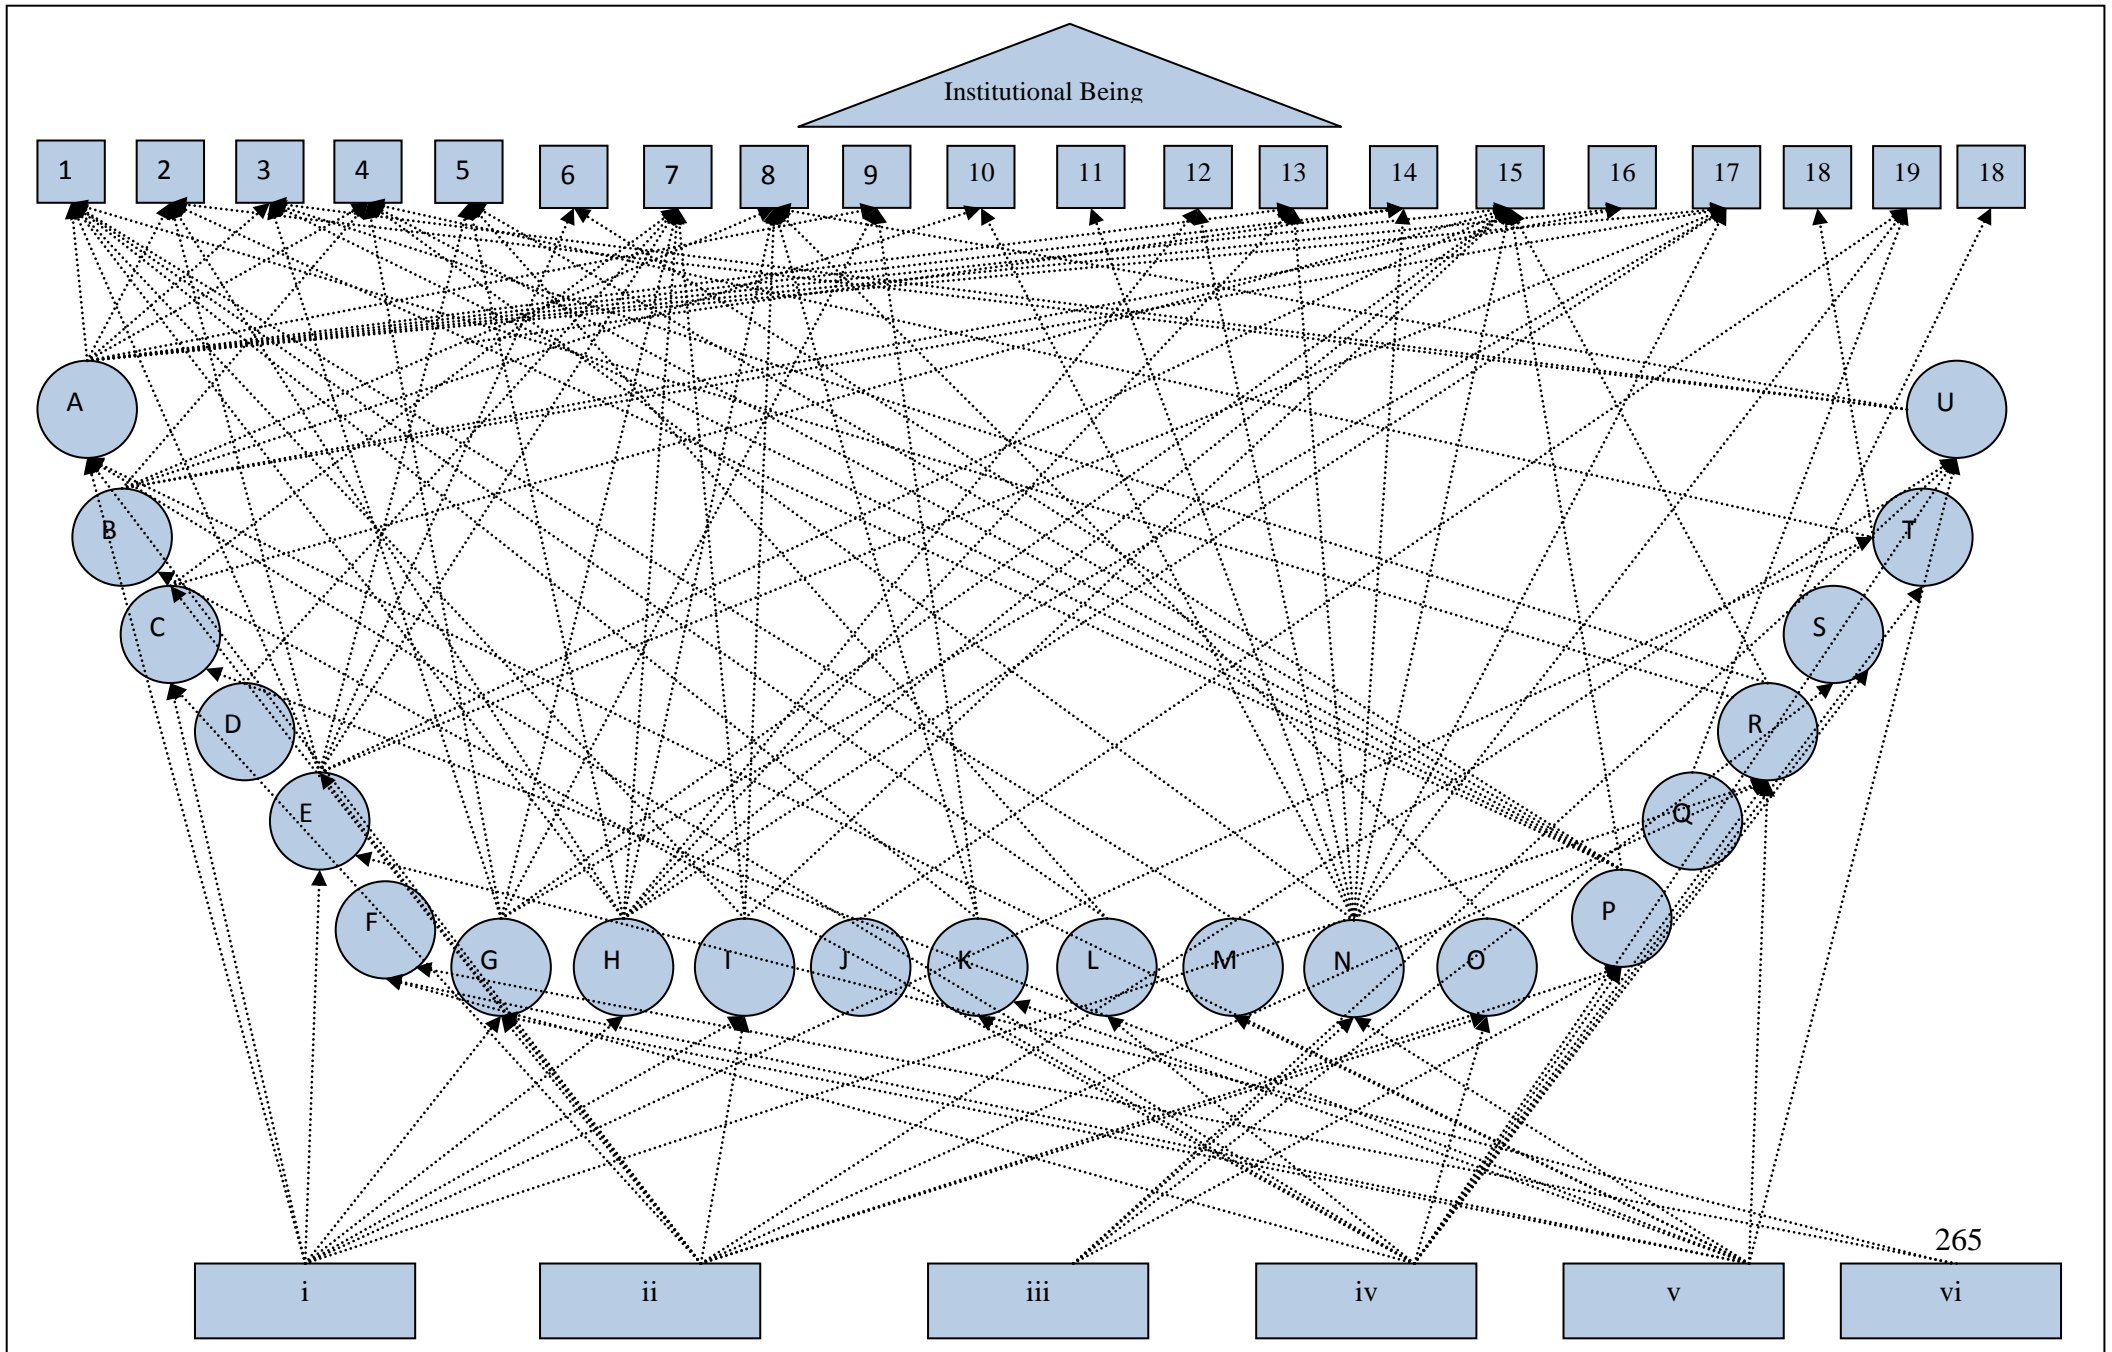 Institutional Being
1 2 3 4 5 6 7 8 9 10 11 12 13 14 15 16 17 18 19 18
A
U
B
T
C
S
D
R
E
Q
F
P
G H I J K L M N O
265
i ii iii iv v vi